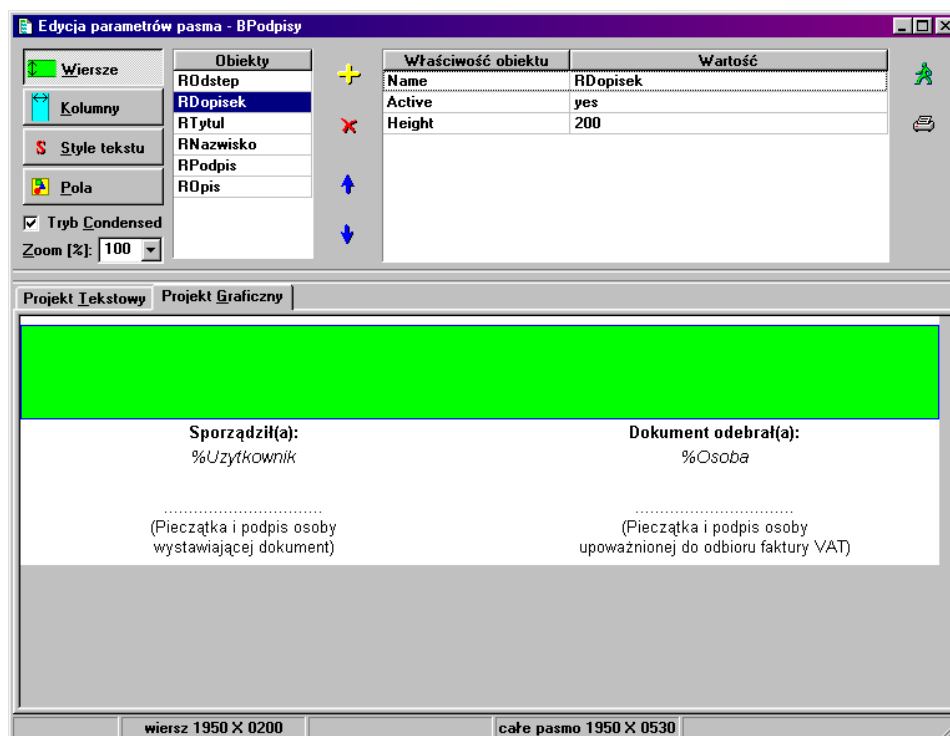 Edycja parametrów pasma - BPodpisy
Wiersze
Kolumny
S Style tekstu
Pola
Tryb Condensed
Zoom [%]: 100
Obiekty
ROdstep
RDopisek
RTytul
RNazwisko
RPodpis
ROpis
Właściwość obiektu Wartość
Name RDopisek
Active yes
Height 200
Projekt Tekstowy Projekt Graficzny
Sporządził(a): Dokument odebrał(a):
%Uzytkownik %Osoba
................................ ................................
(Pieczątka i podpis osoby (Pieczątka i podpis osoby
wystawiającej dokument) upoważnionej do odbioru faktury VAT)
wiersz 1950 X 0200 całe pasmo 1950 X 0530